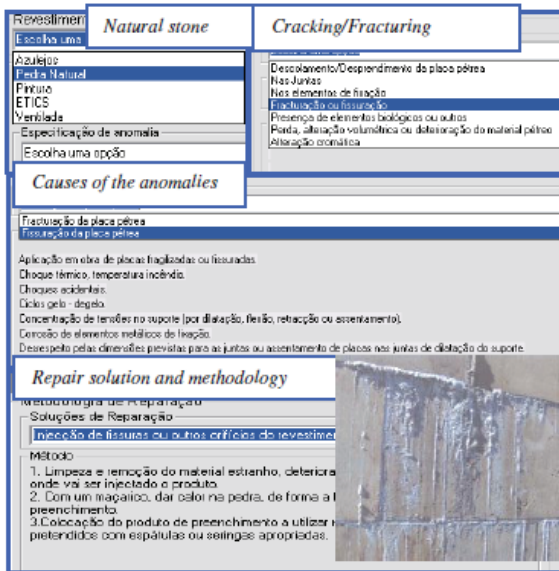 Revestimen
Natural stone
Cracking/Fracturing
Escolha uma
Azulejos
Pedra Natural
Pintura
ETICS
Ventilada
Especificação de anomalia
Escolha uma opção
Descolamento/Desprendimento da placa pétrea
Nas Juntas
Nos elementos de fixação
Fracturação ou fissuração
Presença de elementos biológicos ou outros
Perda, alteração volumétrica ou deterioração do material pétreo
Alteração cromática
Causes of the anomalies
Fracturação da placa pétrea
Fissuração da placa pétrea
Aplicação em obra de placas fragilizadas ou fissuradas.
Choque térmico, temperatura incêndio.
Choques acidentais.
Ciclos gelo - degelo.
Concentração de tensões no suporte (por dilatação, flexão, retracção ou assentamento).
Corrosão de elementos metálicos de fixação.
Desrespeito pelas dimensões previstas para as juntas ou assentamento de placas nas juntas de dilatação do suporte.
Repair solution and methodology
Metodologia de Reparação
Soluções de Reparação
Injecção de fissuras ou outros orifícios do revestime
Método
1. Limpeza e remoção do material estranho, deteriora
onde vai ser injectado o produto.
2. Com um maçarico, dar calor na pedra, de forma a
preenchimento.
3.Colocação do produto de preenchimento a utilizar
pretendidos com espátulas ou seringas apropriadas.